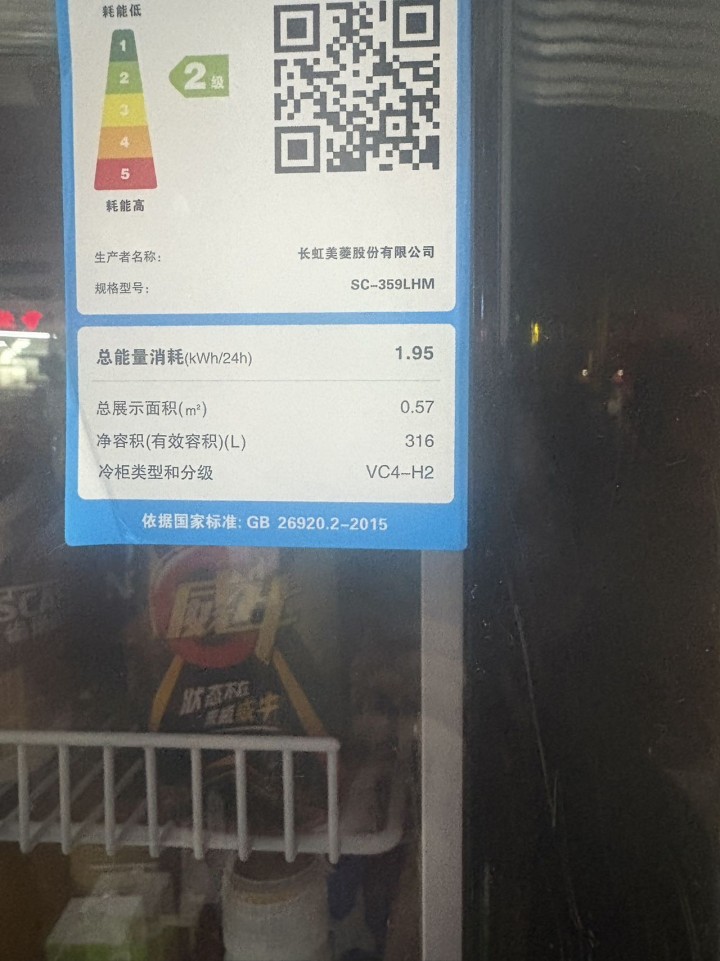 耗能低
1
2
3
4
5
2级
耗能高
生产者名称: 长虹美菱股份有限公司
规格型号: SC-359LHM
总能量消耗(kWh/24h) 1.95
总展示面积(m²) 0.57
净容积(有效容积)(L) 316
冷柜类型和分级 VC4-H2
依据国家标准: GB 26920.2-2015
狀态不在